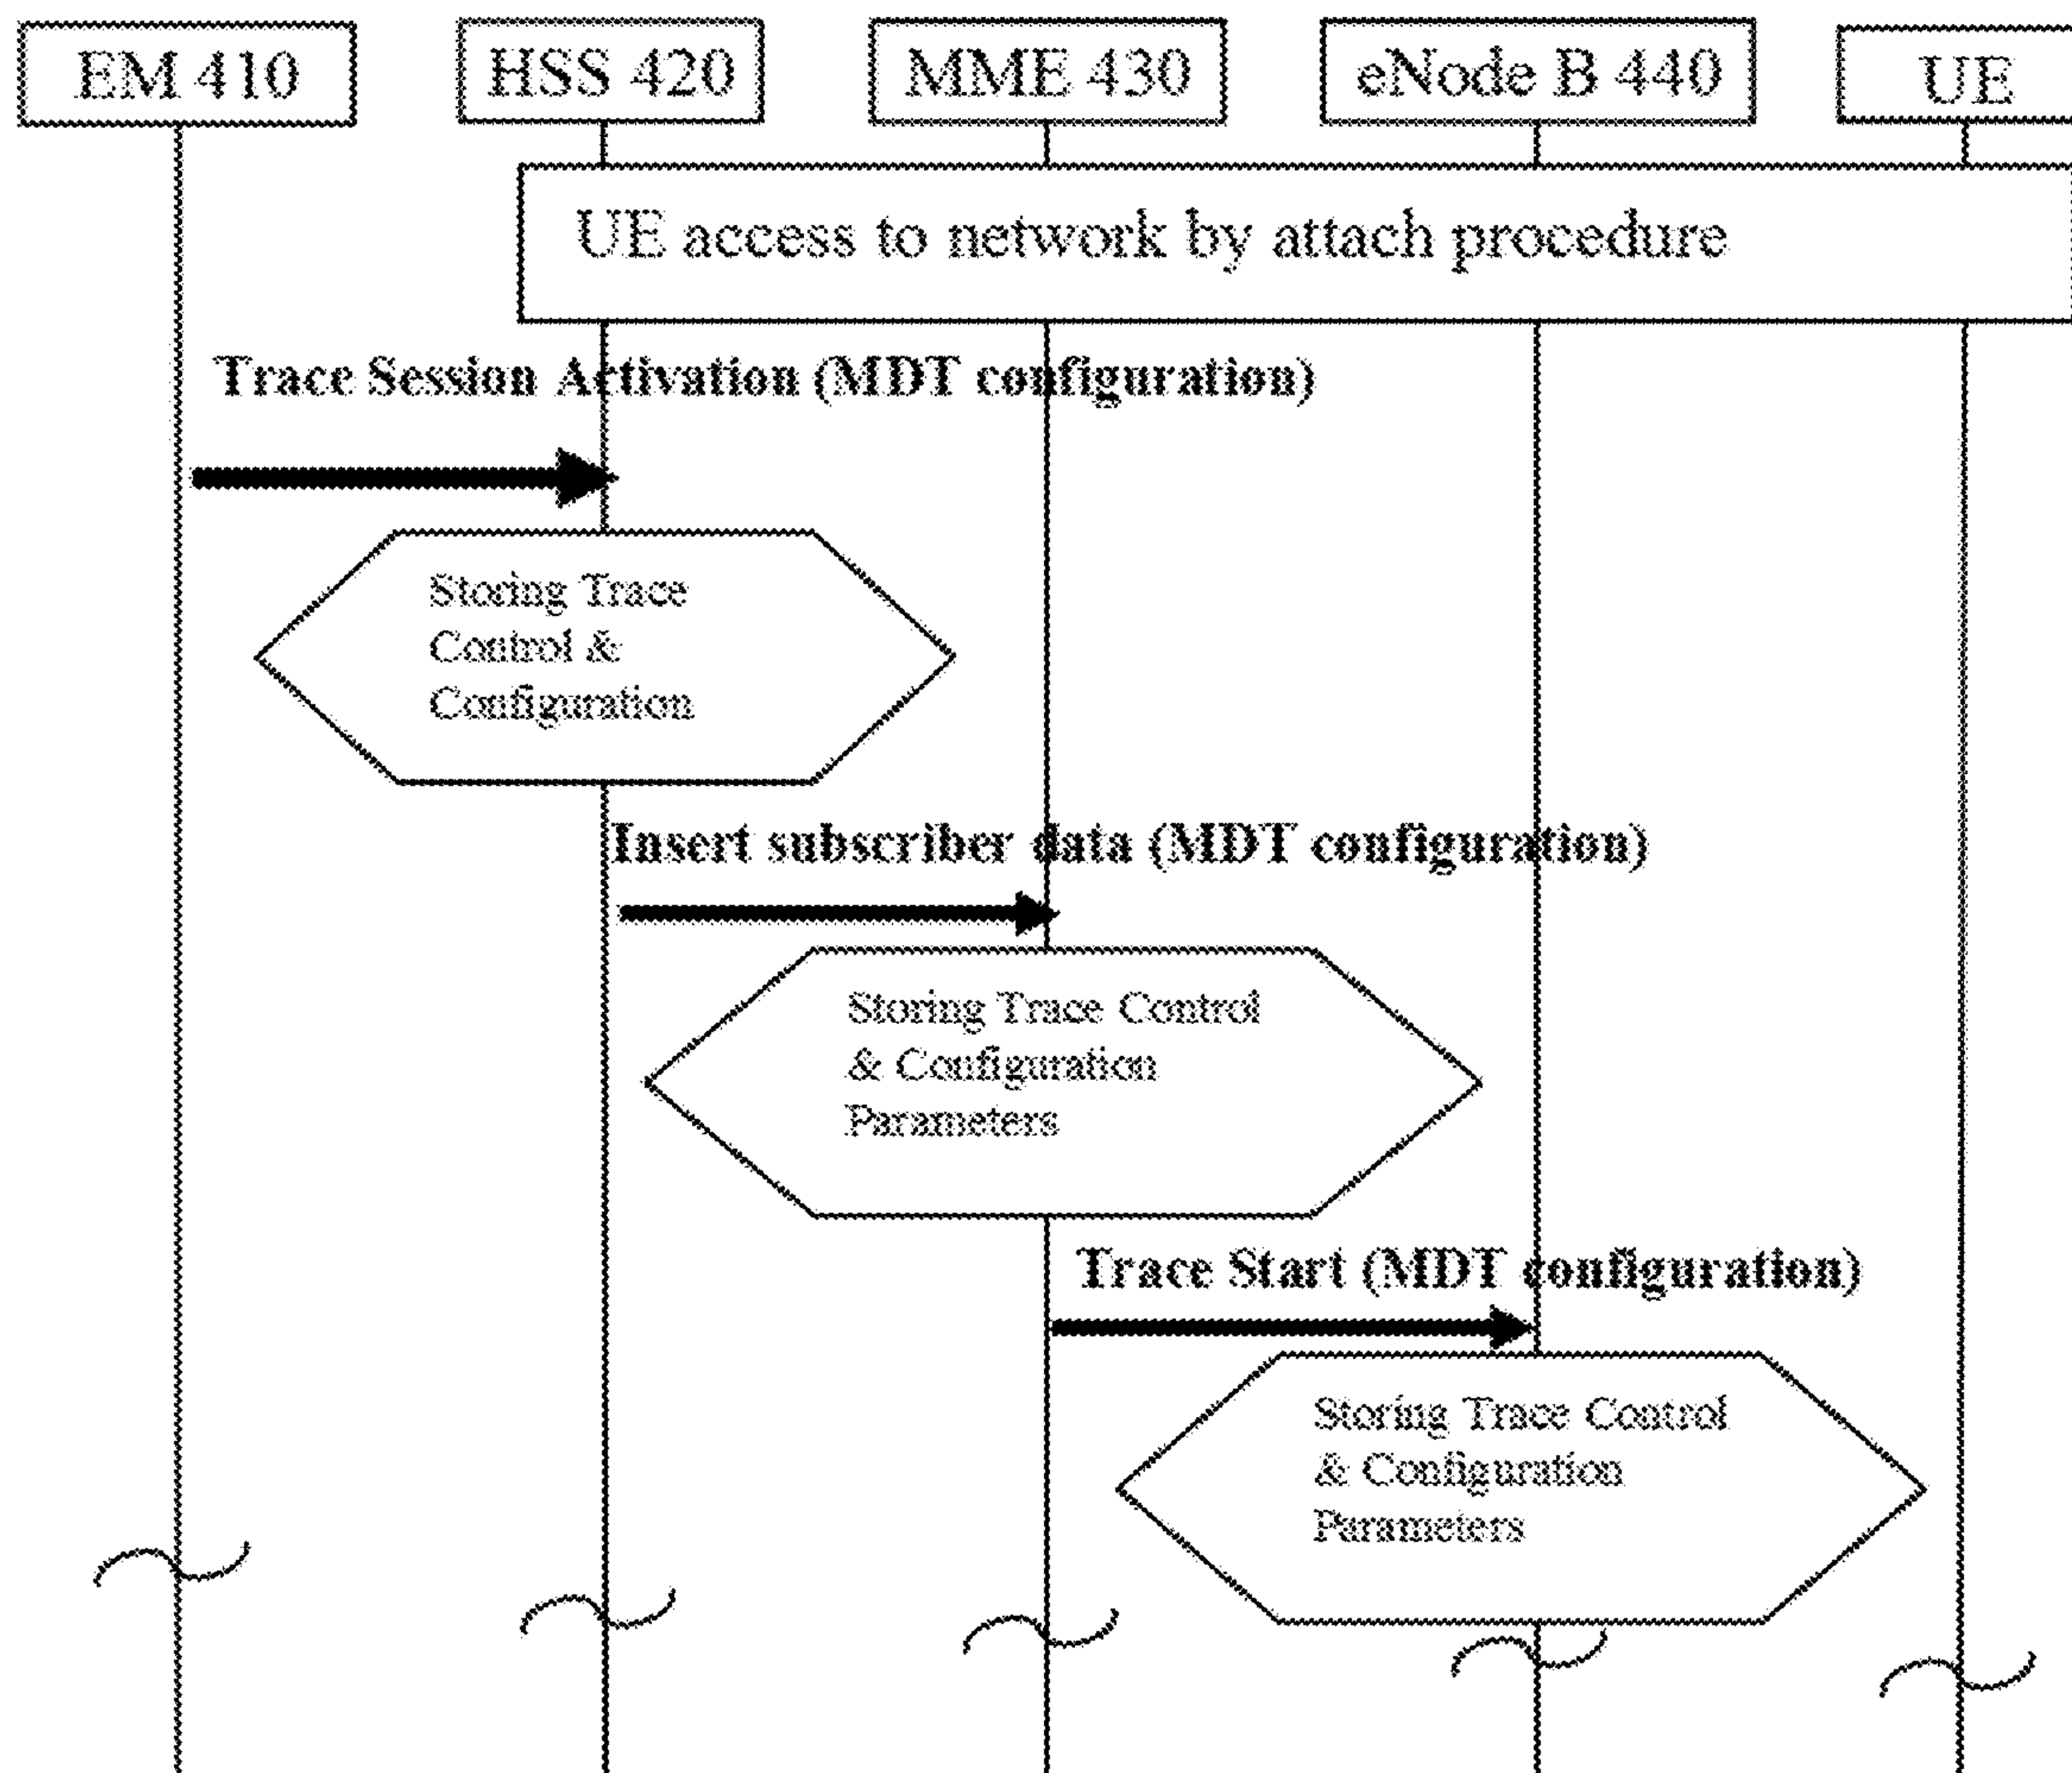 EM 410
HSS 420
MME 430
eNode B 440
UE
UE access to network by attach procedure
Trace Session Activation (MDT configuration)
Storing Trace
Control &
Configuration
Insert subscriber data (MDT configuration)
Storing Trace Control
& Configuration
Parameters
Trace Start (MDT configuration)
Storing Trace Control
& Configuration
Parameters